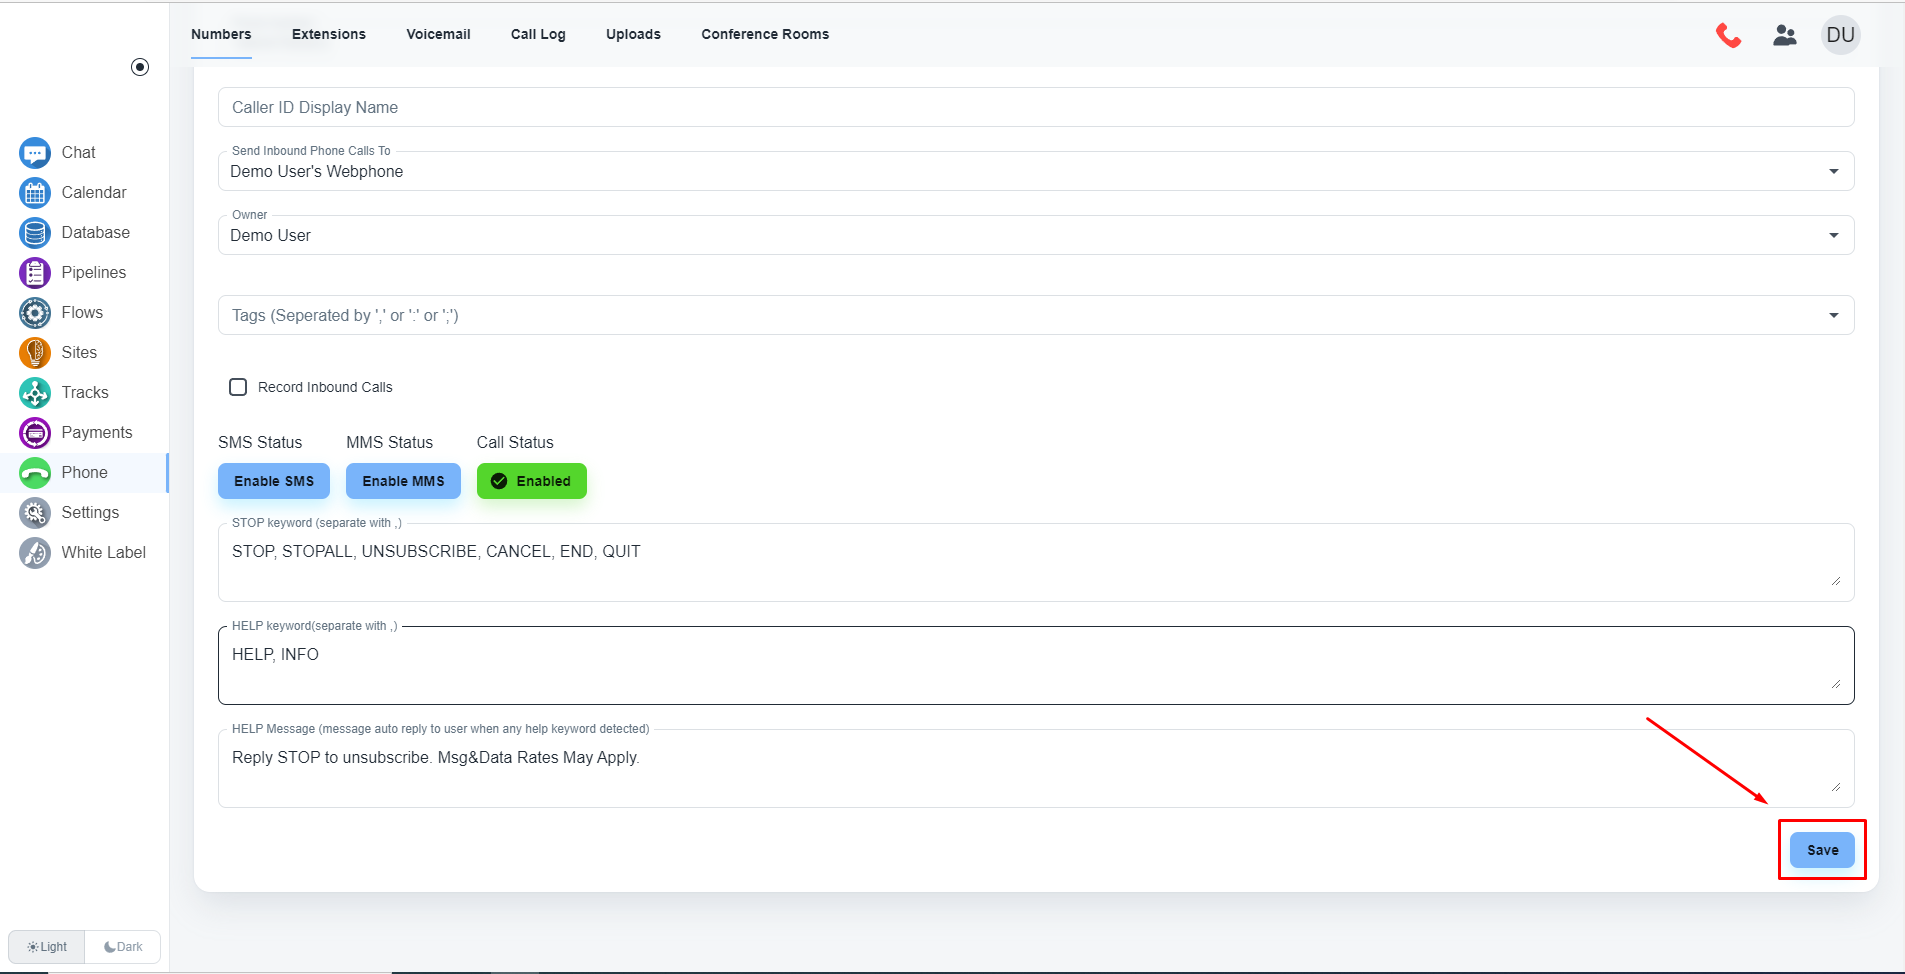 Numbers
Extensions
Voicemail
Call Log
Uploads
Conference Rooms
DU
Chat
Calendar
Database
Pipelines
Flows
Sites
Tracks
Payments
Phone
Settings
White Label
Light
Dark
Caller ID Display Name
Send Inbound Phone Calls To
Demo User's Webphone
Owner
Demo User
Tags (Seperated by ',' or ':' or ';')
Record Inbound Calls
SMS Status
MMS Status
Call Status
Enable SMS
Enable MMS
Enabled
STOP keyword (separate with ,)
STOP, STOPALL, UNSUBSCRIBE, CANCEL, END, QUIT
HELP keyword(separate with ,)
HELP, INFO
HELP Message (message auto reply to user when any help keyword detected)
Reply STOP to unsubscribe. Msg&Data Rates May Apply.
Save